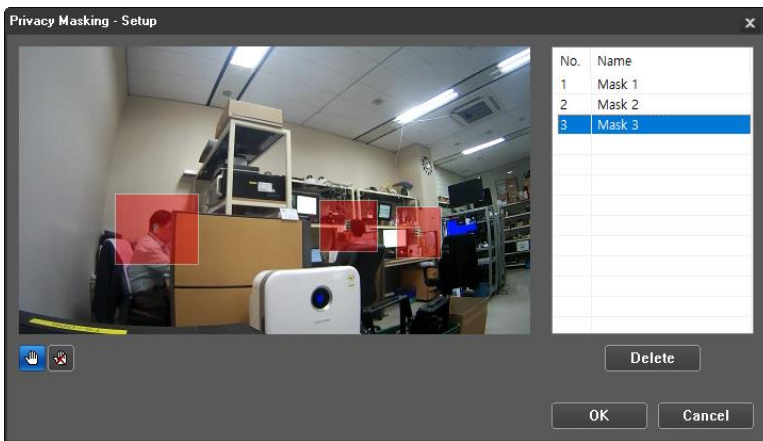 Privacy Masking - Setup
No. Name
1 Mask 1
2 Mask 2
3 Mask 3
Delete
OK Cancel